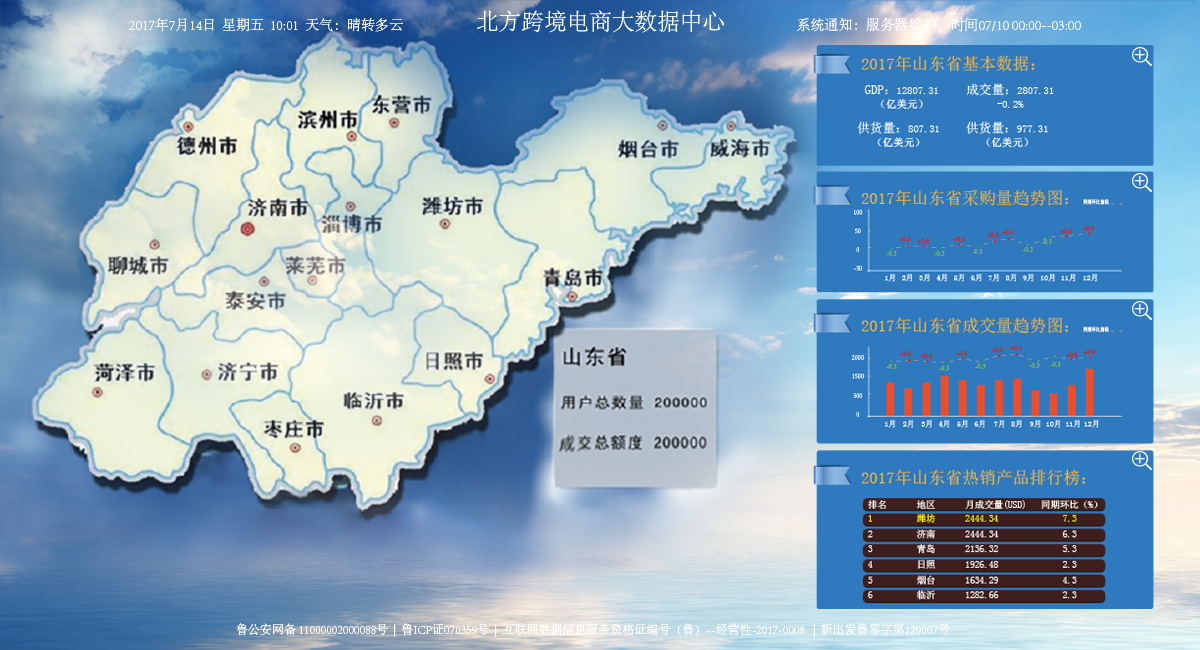 2017年7月14日 星期五 10:01 天气：晴转多云
北方跨境电商大数据中心
系统通知：服务器维护，时间07/10 00:00--03:00
东营市
滨州市
德州市
烟台市
威海市
济南市
淄博市
潍坊市
聊城市
莱芜市
青岛市
泰安市
菏泽市
济宁市
日照市
临沂市
枣庄市
山东省
用户总数量 200000
成交总额度 200000
2017年山东省基本数据：
GDP：12807.31 成交量：2807.31
（亿美元） -0.2%
供货量：807.31 供货量：977.31
（亿美元） （亿美元）
2017年山东省采购量趋势图：
同期环比曲线
100
50
0
-50
1月 2月 3月 4月 5月 6月 7月 8月 9月 10月 11月 12月
2017年山东省成交量趋势图：
同期环比曲线
2000
1500
500
0
1月 2月 3月 4月 5月 6月 7月 8月 9月 10月 11月 12月
2017年山东省热销产品排行榜：
排名 地区 月成交量(USD) 同期环比（%）
1 潍坊 2444.34 7.3
2 济南 2444.34 6.3
3 青岛 2136.32 5.3
4 日照 1926.48 2.3
5 烟台 1634.29 4.3
6 临沂 1282.66 2.3
鲁公安网备 11000002000088号 | 鲁ICP证070359号 | 互联网数据信息服务资格证编号（鲁）--经营性-2017-0008 | 新出发鲁零字第120007号